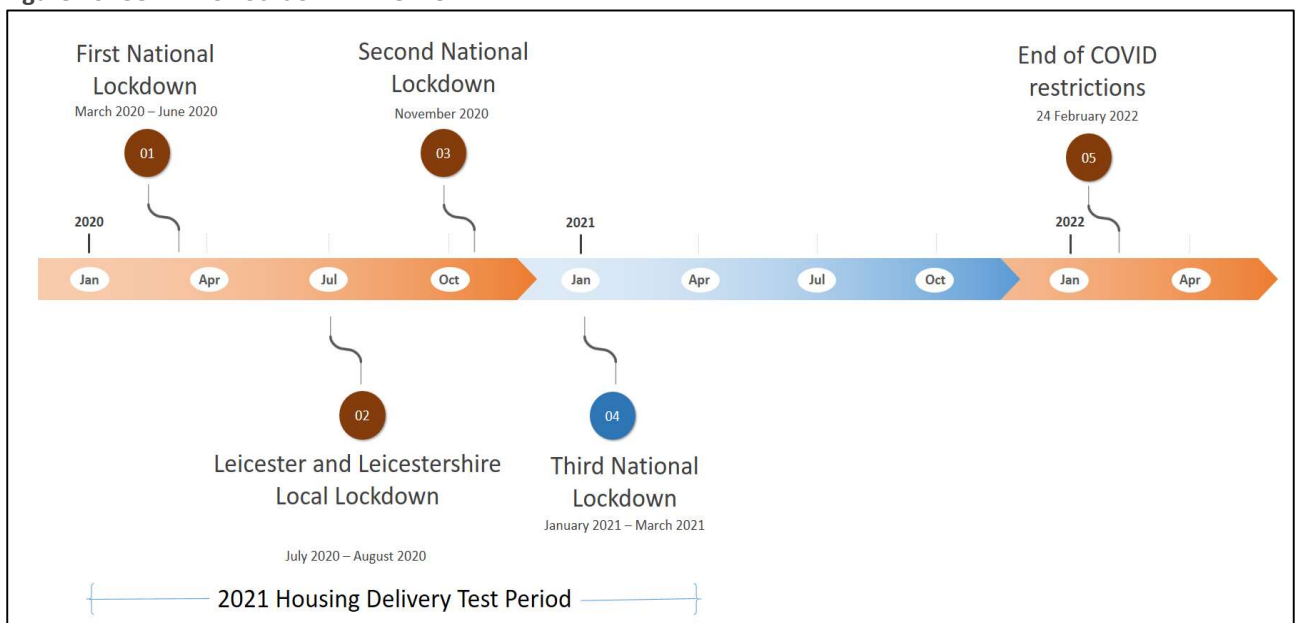 First National
Lockdown
March 2020 – June 2020
Second National
Lockdown
November 2020
End of COVID
restrictions
24 February 2022
01
03
05
2020
2021
2022
Jan
Apr
Jul
Oct
Jan
Apr
Jul
Oct
Jan
Apr
02
04
Leicester and Leicestershire
Local Lockdown
July 2020 – August 2020
Third National
Lockdown
January 2021 – March 2021
2021 Housing Delivery Test Period